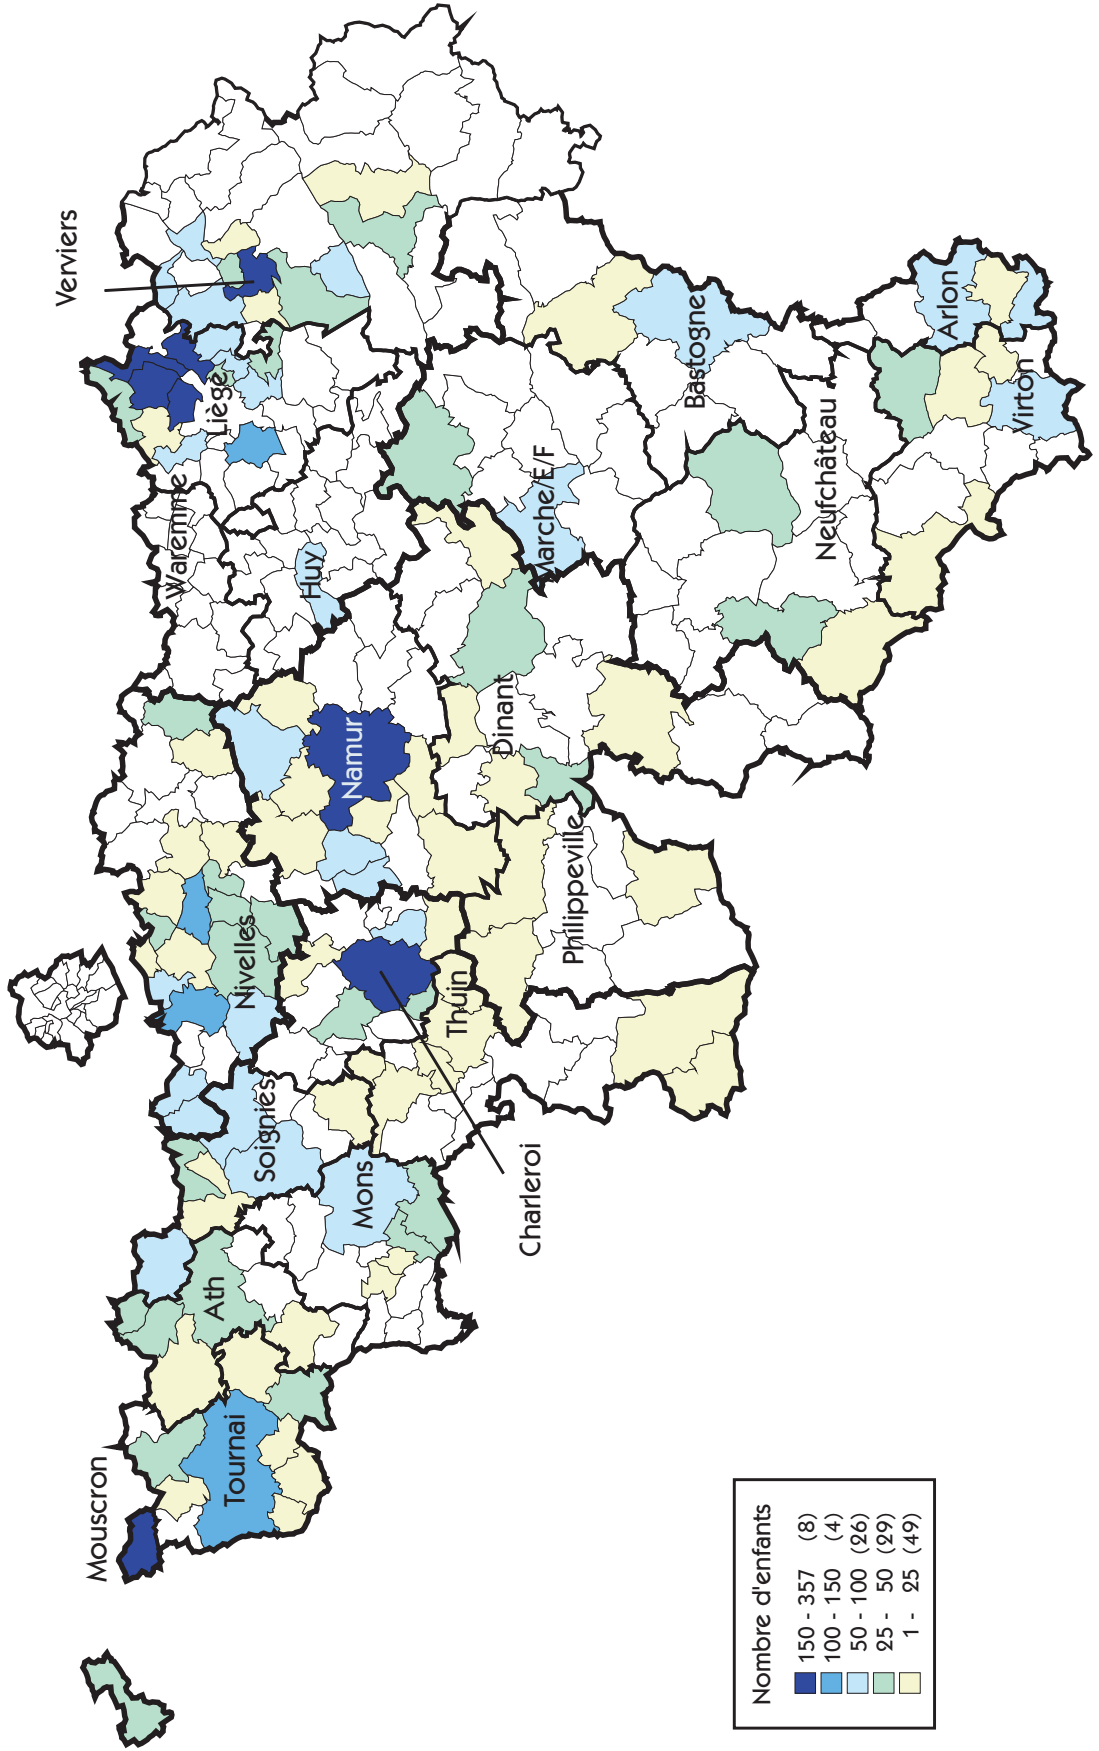 Mouscron
Tournai
Ath
Soignies
Mons
Nivelles
Charleroi
Thuin
Philippeville
Namur
Dinant
Waremme
Huy
Liège
Verviers
Marche/E/F
Bastogne
Neufchâteau
Arlon
Virton
Nombre d'enfants
150 - 357 (8)
100 - 150 (4)
50 - 100 (26)
25 - 50 (29)
1 - 25 (49)